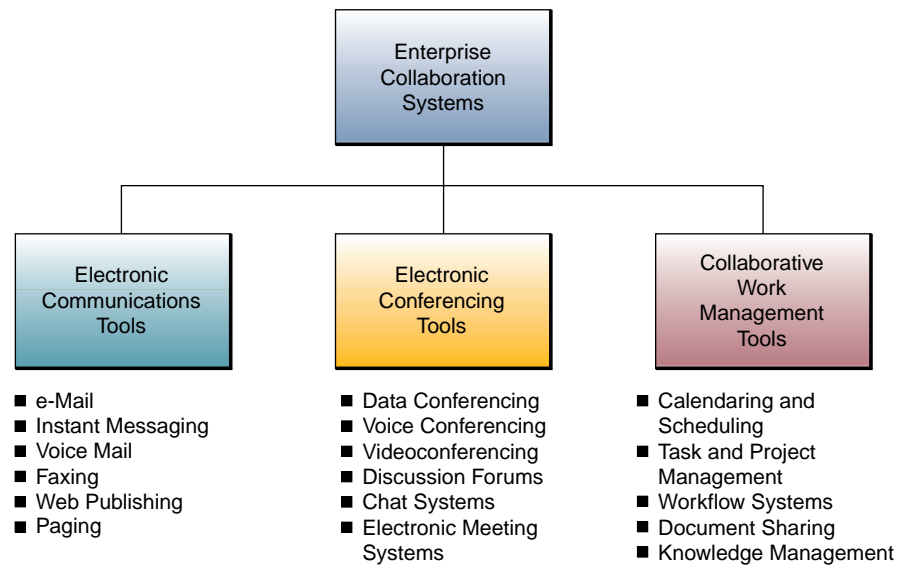 Enterprise
Collaboration
Systems
Electronic
Communications
Tools
Electronic
Conferencing
Tools
Collaborative
Work
Management
Tools
■ e-Mail
■ Instant Messaging
■ Voice Mail
■ Faxing
■ Web Publishing
■ Paging
■ Data Conferencing
■ Voice Conferencing
■ Videoconferencing
■ Discussion Forums
■ Chat Systems
■ Electronic Meeting
Systems
■ Calendaring and
Scheduling
■ Task and Project
Management
■ Workflow Systems
■ Document Sharing
■ Knowledge Management